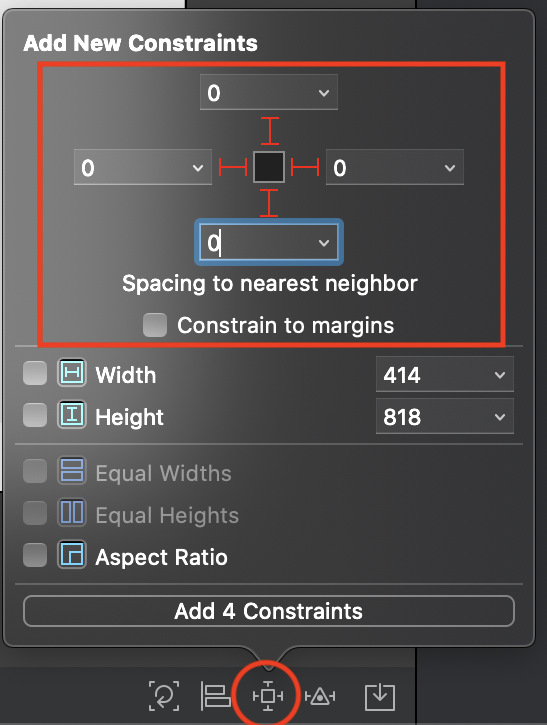 Add New Constraints
0
0
0
0
Spacing to nearest neighbor
Constrain to margins
Width
414
Height
818
Equal Widths
Equal Heights
Aspect Ratio
Add 4 Constraints